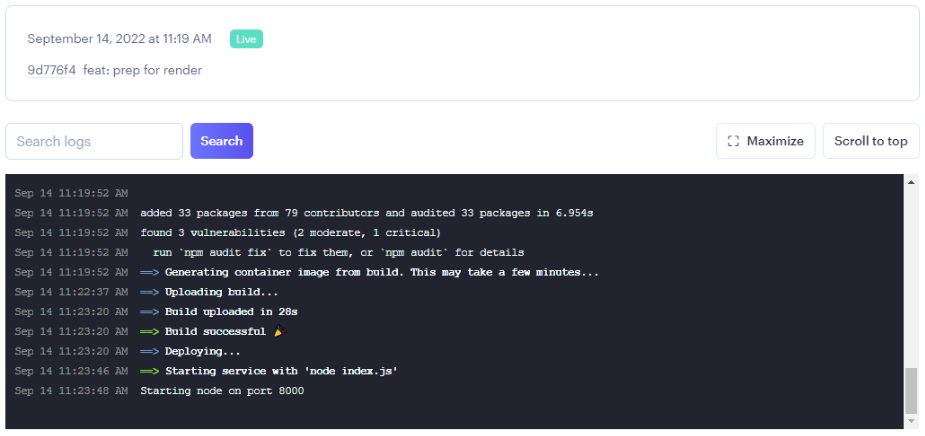 September 14, 2022 at 11:19 AM Live
9d776f4 feat: prep for render
Search logs Search Maximize Scroll to top
Sep 14 11:19:52 AM
Sep 14 11:19:52 AM added 33 packages from 79 contributors and audited 33 packages in 6.954s
Sep 14 11:19:52 AM found 3 vulnerabilities (2 moderate, 1 critical)
Sep 14 11:19:52 AM run `npm audit fix` to fix them, or `npm audit` for details
Sep 14 11:19:52 AM ==> Generating container image from build. This may take a few minutes...
Sep 14 11:22:37 AM ==> Uploading build...
Sep 14 11:23:20 AM ==> Build uploaded in 28s
Sep 14 11:23:20 AM ==> Build successful 🎉
Sep 14 11:23:20 AM ==> Deploying...
Sep 14 11:23:46 AM ==> Starting service with 'node index.js'
Sep 14 11:23:48 AM Starting node on port 8000